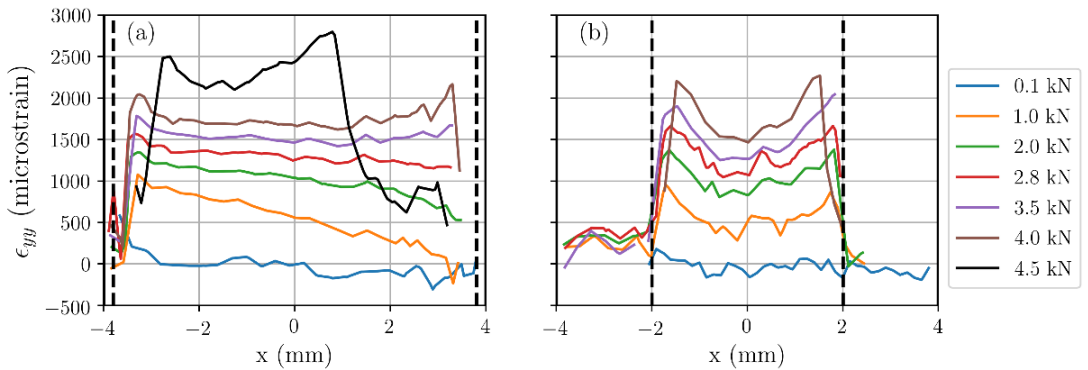 3000
2500
2000
1500
1000
500
0
−500
ϵyy (microstrain)
(a)
−4 −2 0 2 4
x (mm)
(b)
−4 −2 0 2 4
x (mm)
0.1 kN
1.0 kN
2.0 kN
2.8 kN
3.5 kN
4.0 kN
4.5 kN